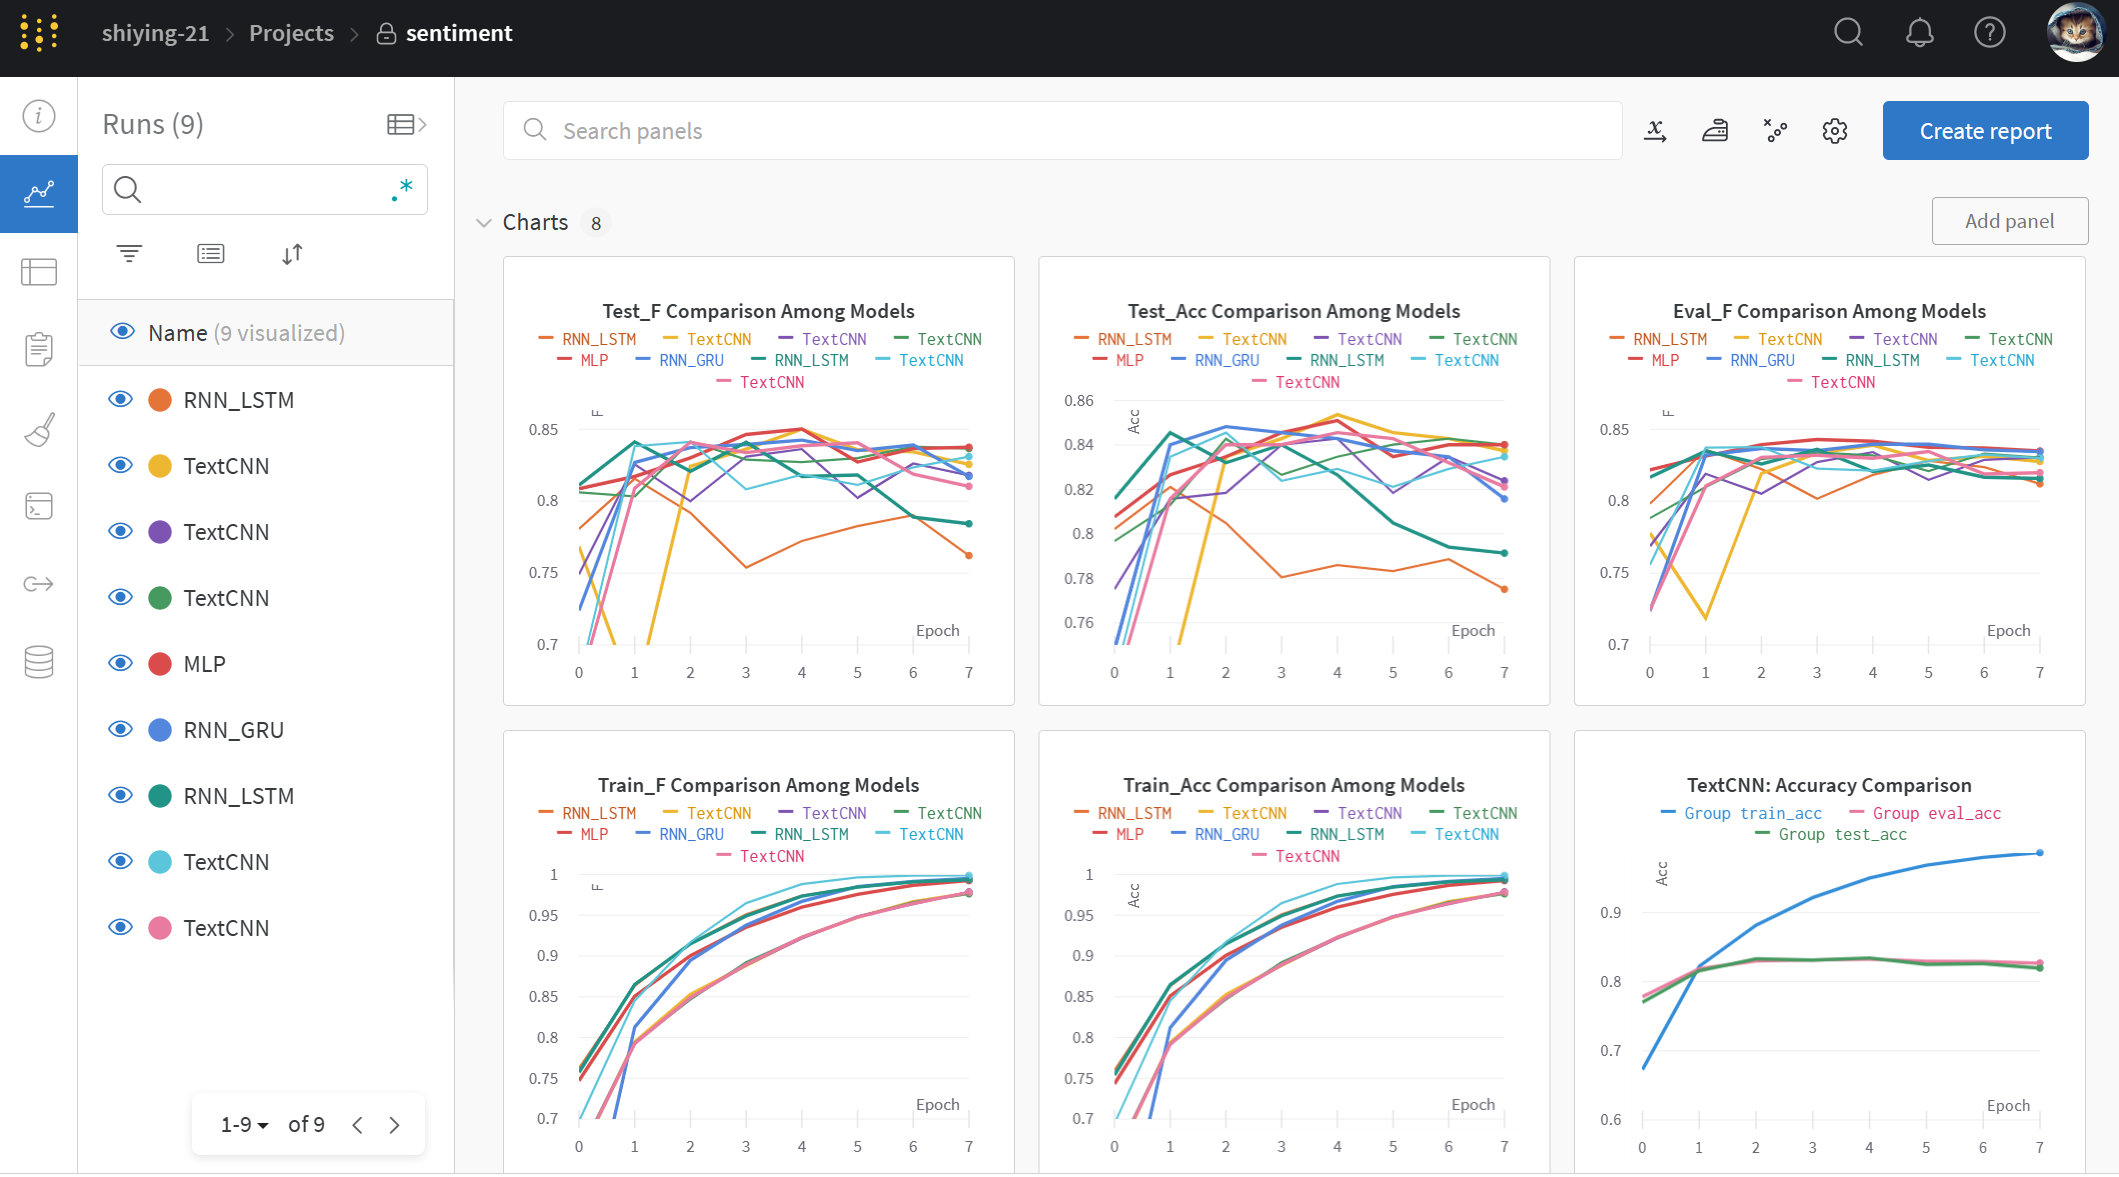 shiying-21 > Projects > sentiment
Runs (9)
.*
Name (9 visualized)
RNN_LSTM
TextCNN
TextCNN
TextCNN
MLP
RNN_GRU
RNN_LSTM
TextCNN
TextCNN
1-9 of 9
Search panels
Create report
Charts 8
Add panel
Test_F Comparison Among Models
RNN_LSTM TextCNN TextCNN TextCNN
MLP RNN_GRU RNN_LSTM TextCNN
TextCNN
F
0.85
0.8
0.75
0.7
Epoch
0 1 2 3 4 5 6 7
Test_Acc Comparison Among Models
RNN_LSTM TextCNN TextCNN TextCNN
MLP RNN_GRU RNN_LSTM TextCNN
TextCNN
Acc
0.86
0.84
0.82
0.8
0.78
0.76
Epoch
0 1 2 3 4 5 6 7
Eval_F Comparison Among Models
RNN_LSTM TextCNN TextCNN TextCNN
MLP RNN_GRU RNN_LSTM TextCNN
TextCNN
F
0.85
0.8
0.75
0.7
Epoch
0 1 2 3 4 5 6 7
Train_F Comparison Among Models
RNN_LSTM TextCNN TextCNN TextCNN
MLP RNN_GRU RNN_LSTM TextCNN
TextCNN
F
1
0.95
0.9
0.85
0.8
0.75
0.7
Epoch
0 1 2 3 4 5 6 7
Train_Acc Comparison Among Models
RNN_LSTM TextCNN TextCNN TextCNN
MLP RNN_GRU RNN_LSTM TextCNN
TextCNN
Acc
1
0.95
0.9
0.85
0.8
0.75
0.7
Epoch
0 1 2 3 4 5 6 7
TextCNN: Accuracy Comparison
Group train_acc Group eval_acc
Group test_acc
Acc
0.9
0.8
0.7
0.6
Epoch
0 1 2 3 4 5 6 7